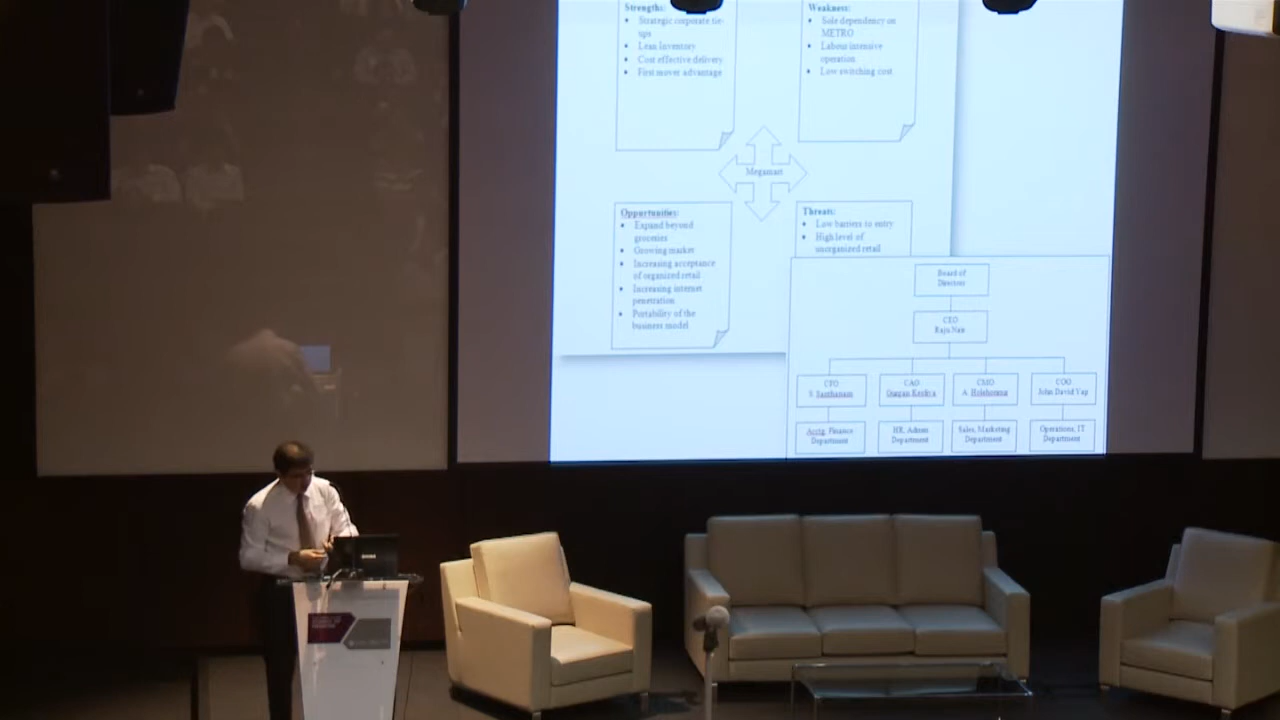 Strengths:
Strategic corporate tie-
ups
Lean Inventory
Cost effective delivery
First mover advantage
Weakness:
Sole dependency on
METRO
Labour intensive
operation.
Low switching cost
Megamart
Oppurtunities:
Expand beyond
groceries
Growing market
Increasing acceptance
of organized retail
Increasing internet
penetration
Portability of the
business model
Threats:
Low barriers to entry
High level of
unorganized retail
Board of
Directors
CEO
Raju Nair
CFO
S. Santhanam
CAO
CMO
A.
COO
John David Yap
Acctg, Finance
Department
HR, Admin
Department
Sales, Marketing
Department
Operations, IT
Department